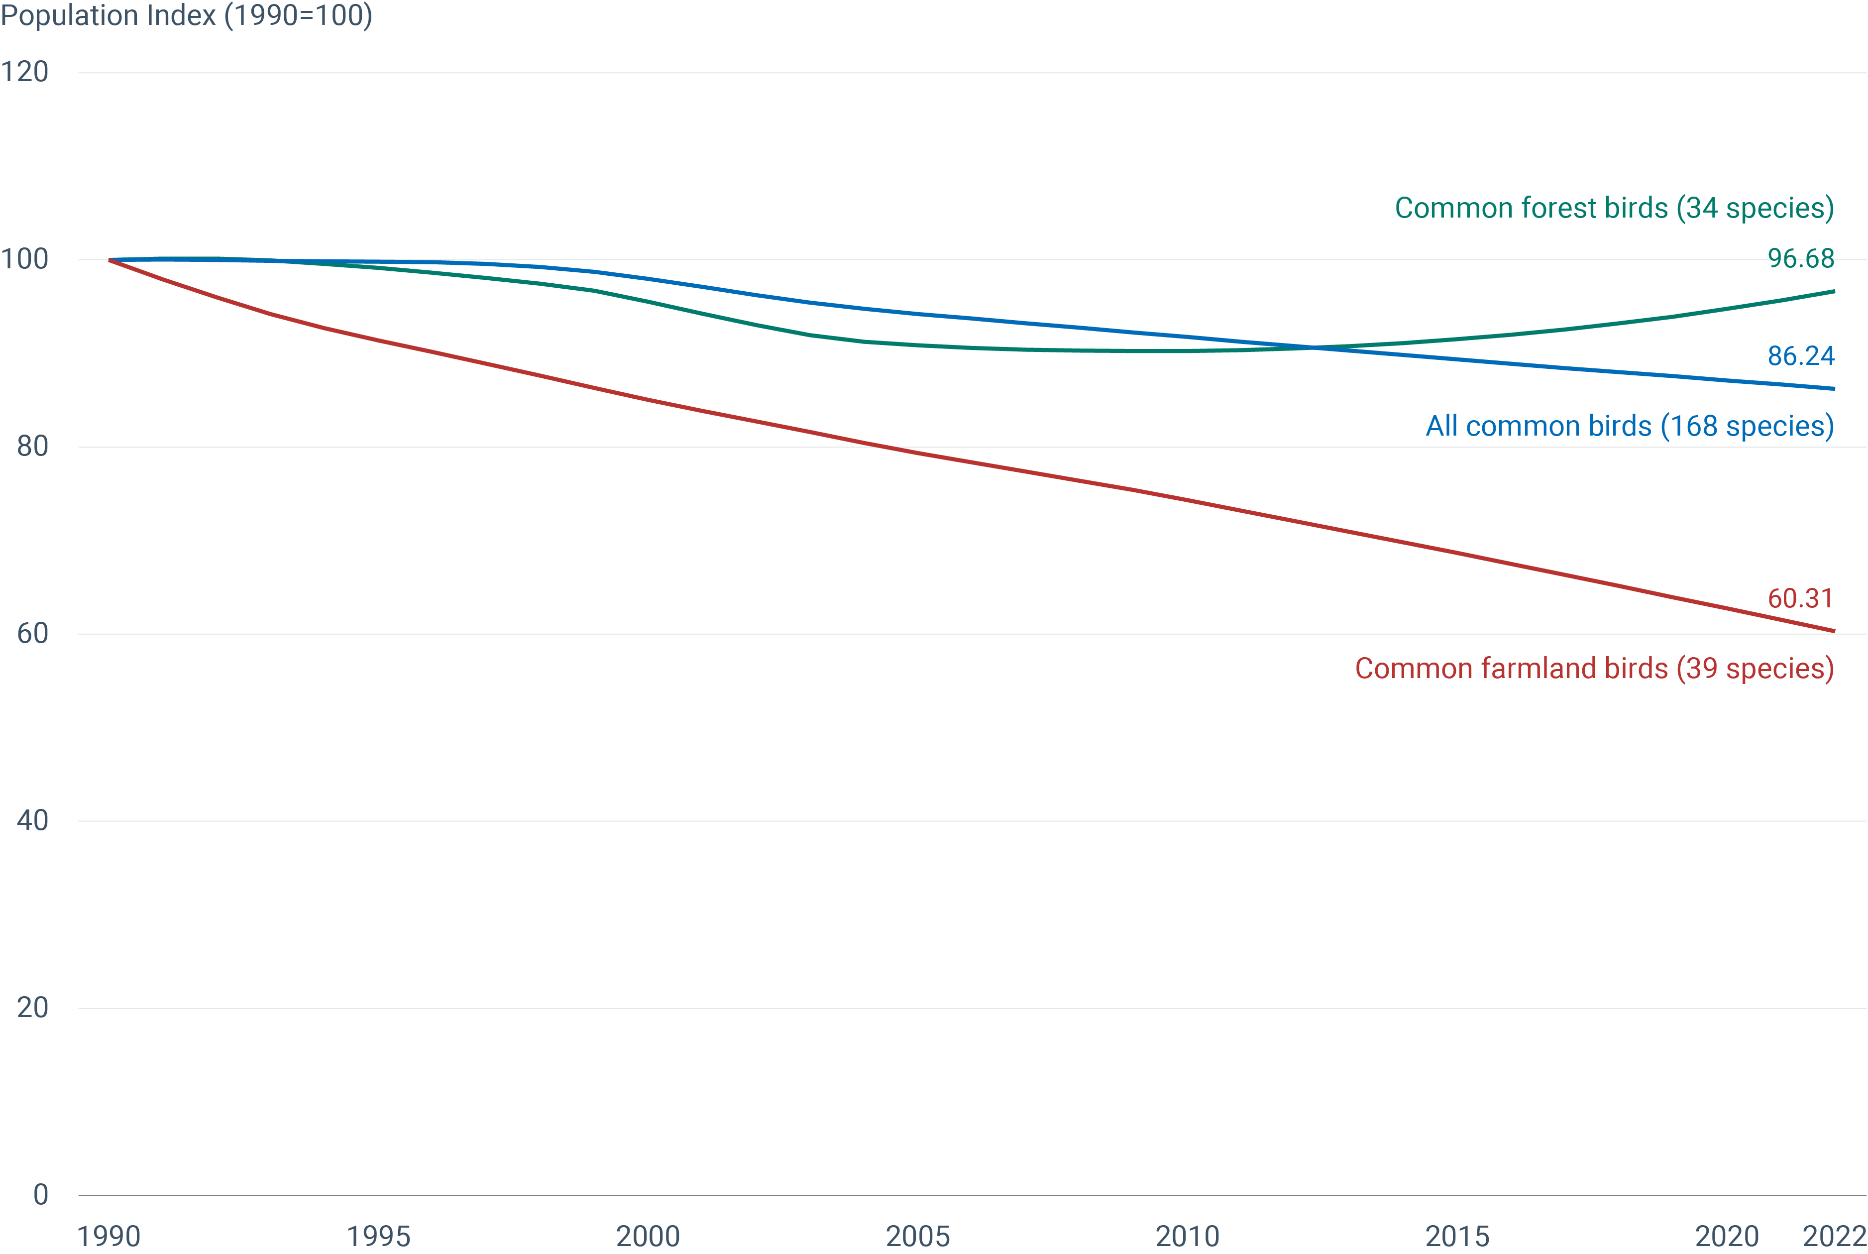 Population Index (1990=100)
120
Common forest birds (34 species)
100
96.68
86.24
All common birds (168 species)
80
60.31
60
Common farmland birds (39 species)
40
20
0
1990 1995 2000 2005 2010 2015 2020 2022